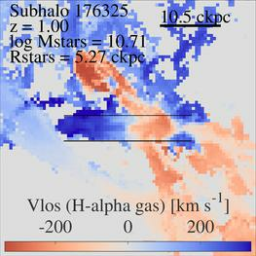 Subhalo 176325
10.5 ckpc
z = 1.00
log Mstars = 10.71
Rstars = 5.27 ckpc
Vlos (H-alpha gas) [km s⁻¹]
-200 0 200